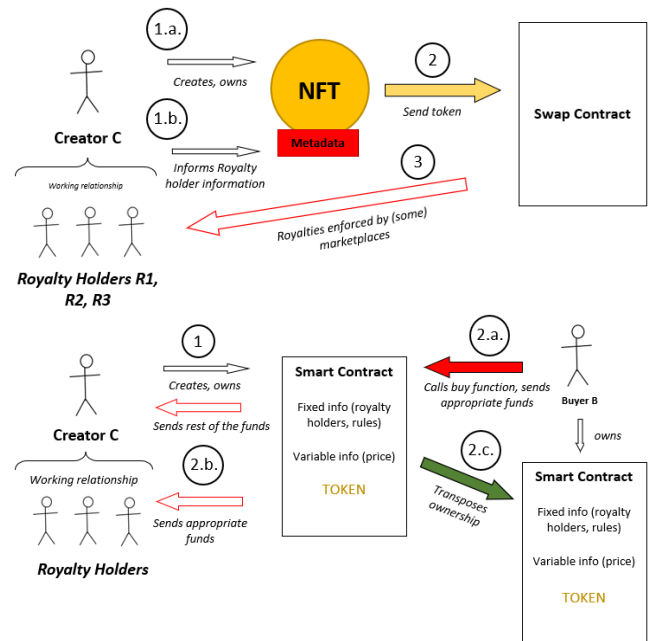 1.a.
Creates, owns
NFT
Metadata
2
Send token
Swap Contract
Creator C
1.b.
Informs Royalty
holder information
Working relationship
3
Royalties enforced by (some)
marketplaces
Royalty Holders R1,
R2, R3
1
Creates, owns
Sends rest of the funds
Creator C
Working relationship
2.b.
Sends appropriate
funds
Royalty Holders
Smart Contract
Fixed info (royalty
holders, rules)
Variable info (price)
TOKEN
2.a.
Calls buy function, sends
appropriate funds
Buyer B
owns
2.c.
Transposes
ownership
Smart Contract
Fixed info (royalty
holders, rules)
Variable info (price)
TOKEN